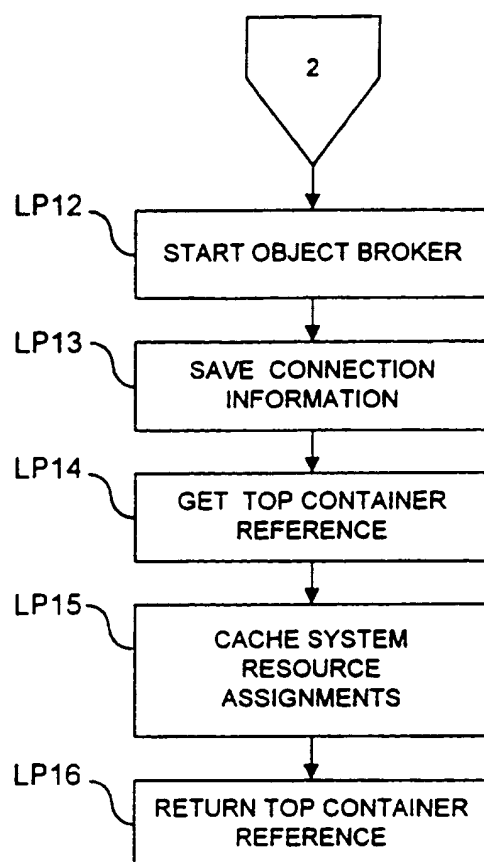 2
LP12
START OBJECT BROKER
LP13
SAVE CONNECTION
INFORMATION
LP14
GET TOP CONTAINER
REFERENCE
LP15
CACHE SYSTEM
RESOURCE
ASSIGNMENTS
LP16
RETURN TOP CONTAINER
REFERENCE